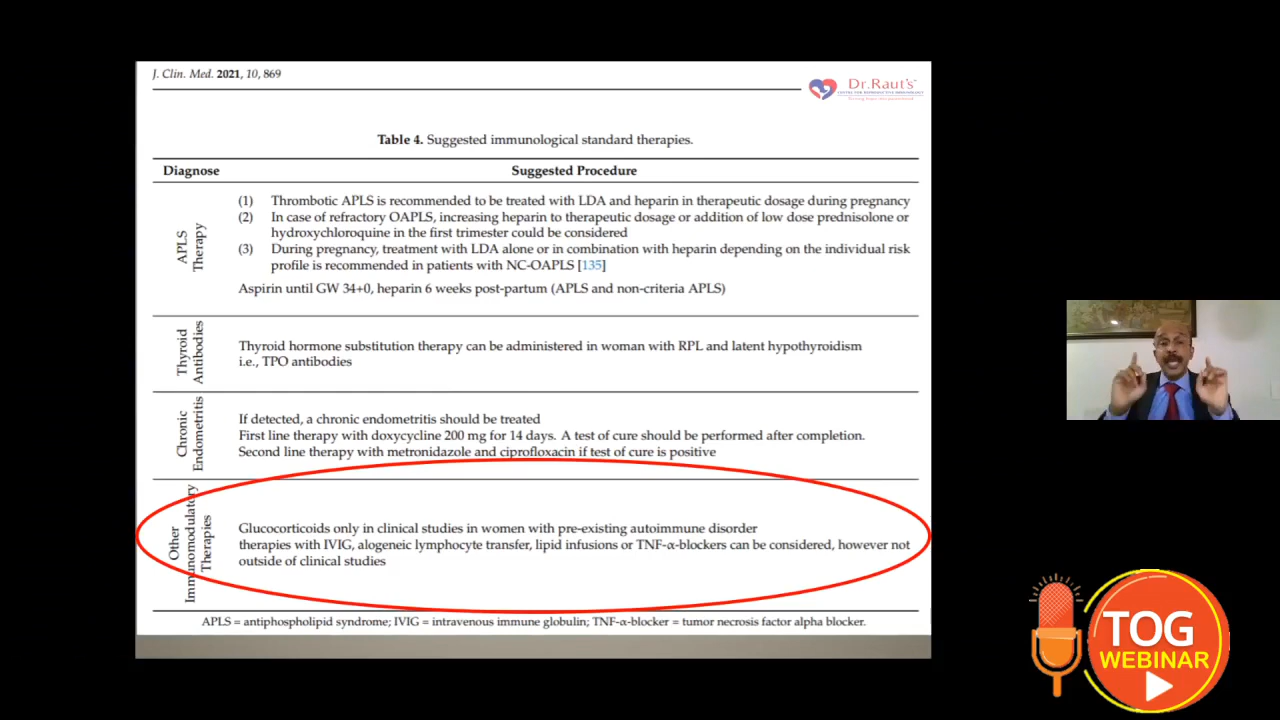 J. Clin. Med. 2021, 10, 869
Dr.Raut's
Table 4. Suggested immunological standard therapies.
Diagnose
Suggested Procedure
APLS
Therapy
(1) Thrombotic APLS is recommended to be treated with LDA and heparin in therapeutic dosage during pregnancy
(2) In case of refractory OAPLS, increasing heparin to therapeutic dosage or addition of low dose prednisolone or
hydroxychloroquine in the first trimester could be considered
(3) During pregnancy, treatment with LDA alone or in combination with heparin depending on the individual risk
profile is recommended in patients with NC-OAPLS [135]
Aspirin until GW 34+0, heparin 6 weeks post-partum (APLS and non-criteria APLS)
Thyroid
Antibodies
Thyroid hormone substitution therapy can be administered in woman with RPL and latent hypothyroidism
i.e., TPO antibodies
Chronic
Endometritis
If detected, a chronic endometritis should be treated
First line therapy with doxycycline 200 mg for 14 days. A test of cure should be performed after completion.
Second line therapy with metronidazole and ciprofloxacin if test of cure is positive
Other
Immunomodulatory
Therapies
Glucocorticoids only in clinical studies in women with pre-existing autoimmune disorder
therapies with IVIG, alogeneic lymphocyte transfer, lipid infusions or TNF-α-blockers can be considered, however not
outside of clinical studies
APLS = antiphospholipid syndrome; IVIG = intravenous immune globulin; TNF-α-blocker = tumor necrosis factor alpha blocker.
TOG
WEBINAR